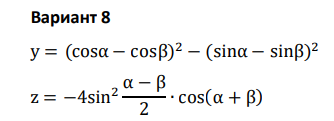 Вариант 8
y = (cosα − cosβ)² − (sinα − sinβ)²
z = −4sin² (α − β)/2 · cos(α + β)